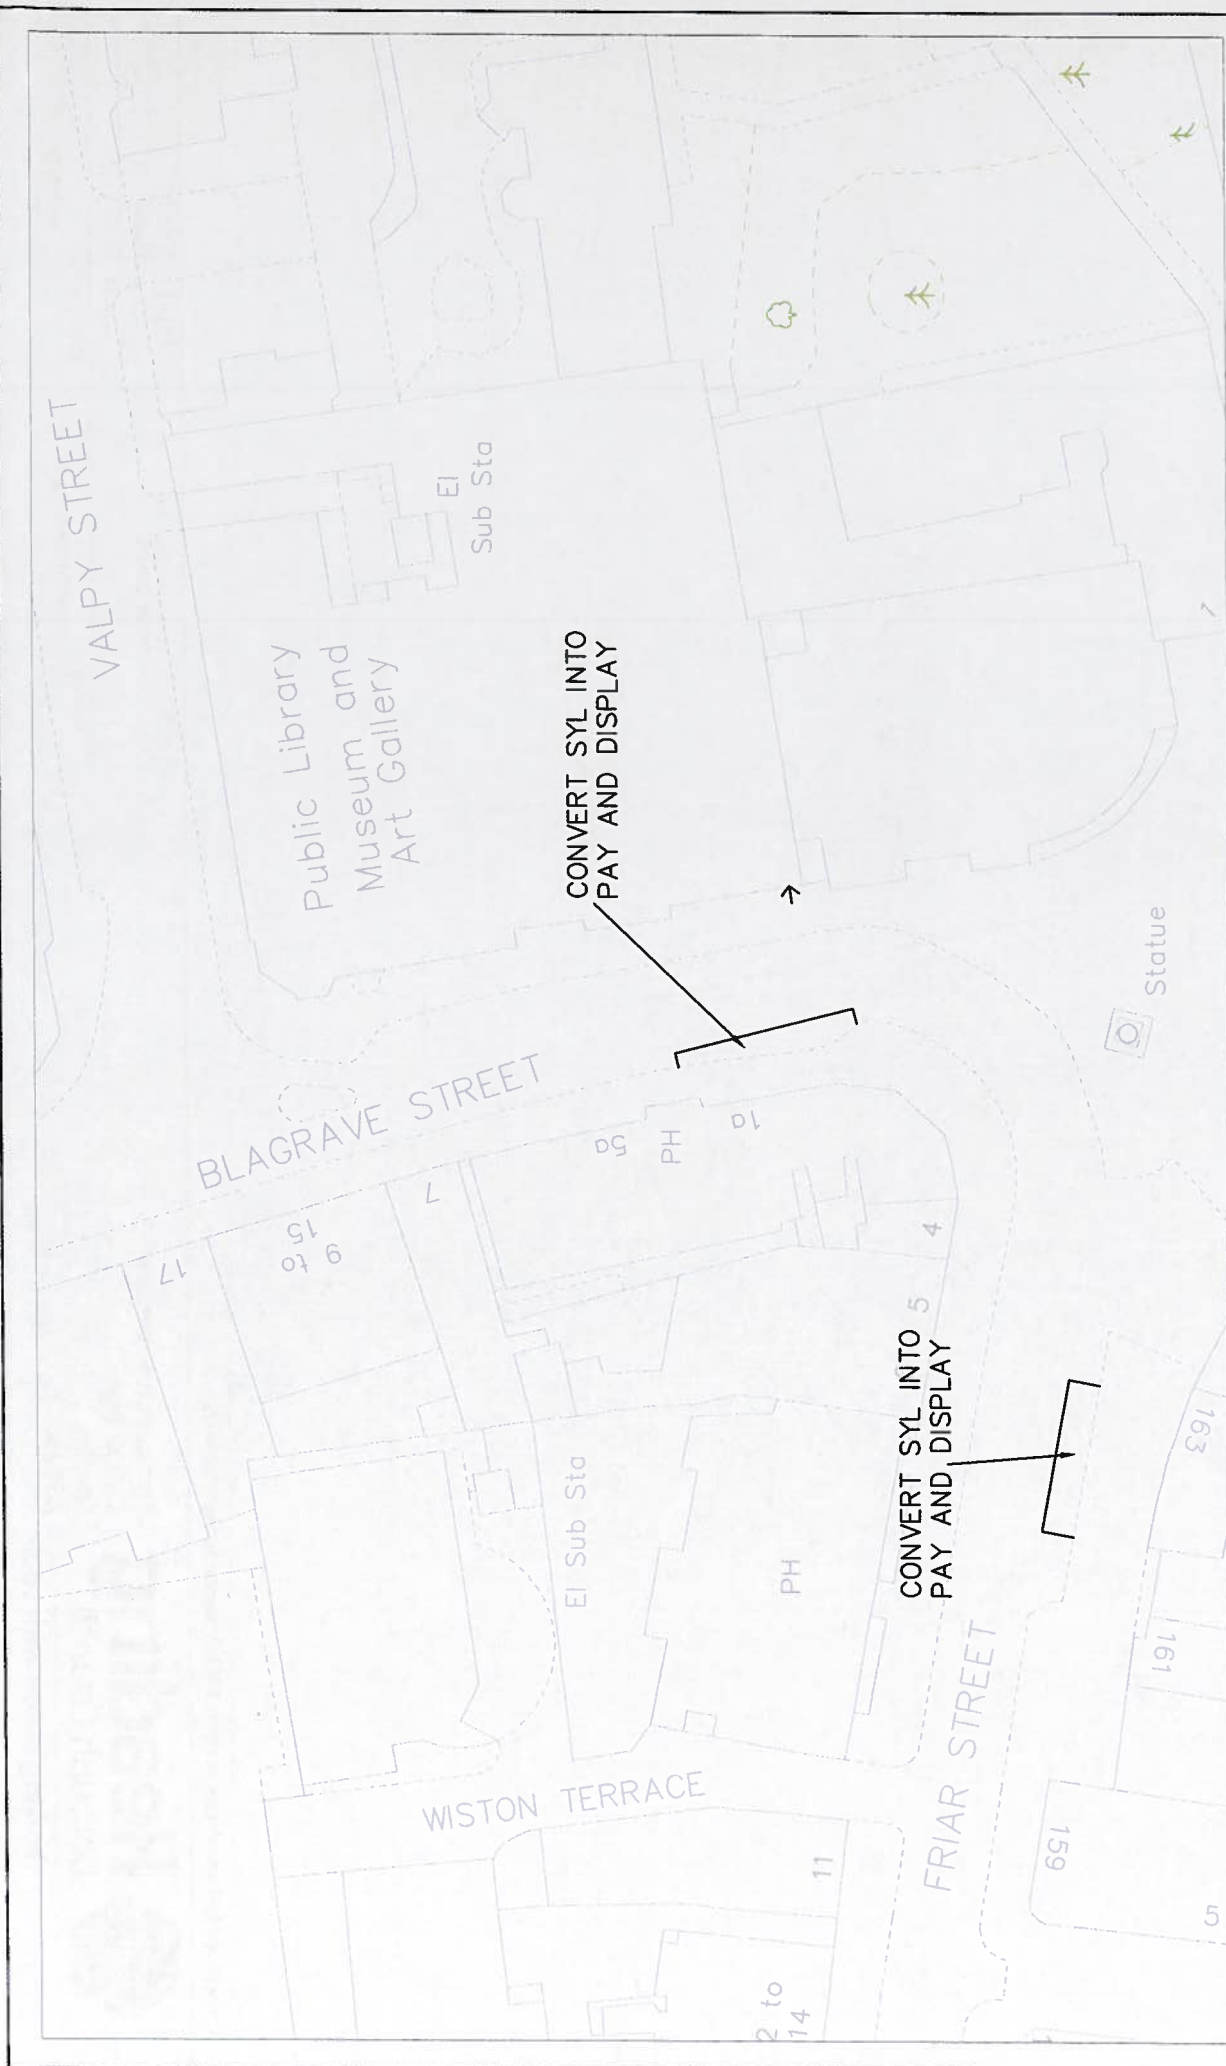 VALPY STREET
Public Library
Museum and
Art Gallery
El
Sub Sta
BLAGRAVE STREET
CONVERT SYL INTO
PAY AND DISPLAY
17
9 to
15
7
5a
PH
1a
4
5
Statue
7
El Sub Sta
PH
CONVERT SYL INTO
PAY AND DISPLAY
WISTON TERRACE
FRIAR STREET
163
161
159
11
2 to
14
5